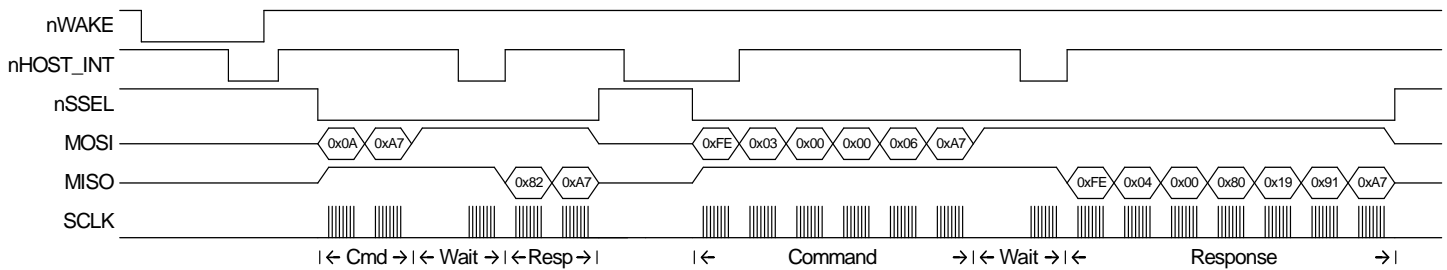 nWAKE
nHOST_INT
nSSEL
MOSI 0x0A 0xA7 0xFE 0x03 0x00 0x00 0x06 0xA7
MISO 0x82 0xA7 0xFE 0x04 0x00 0x80 0x19 0x91 0xA7
SCLK
Cmd Wait Resp Command Wait Response